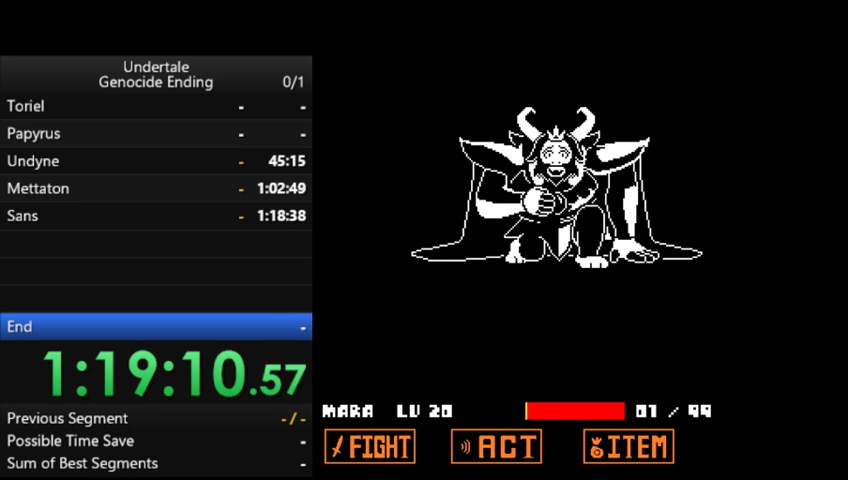 Undertale
Genocide Ending 0/1
Toriel - -
Papyrus - -
Undyne - 45:15
Mettaton - 1:02:49
Sans - 1:18:38
End -
1:19:10.57
Previous Segment -/-
Possible Time Save -
Sum of Best Segments -
MARA LV 20 01 / 99
FIGHT ACT ITEM